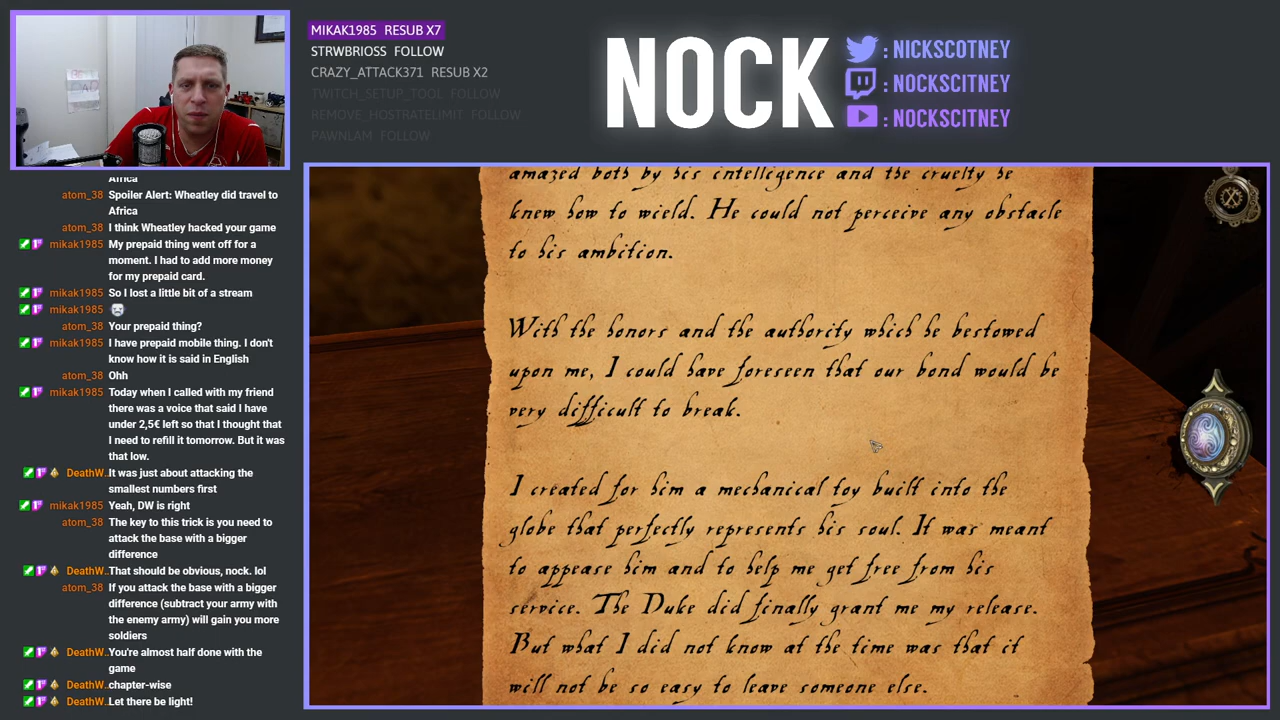 MIKAK1985 RESUB X7
STRWBRIOSS FOLLOW
CRAZY_ATTACK371 RESUB X2
TWITCH_SETUP_TOOL FOLLOW
REMOVE_HOSTRATELIMIT FOLLOW
PAWNLAM FOLLOW
NOCK
: NICKSCOTNEY
: NOCKSCITNEY
: NOCKSCITNEY
Africa
atom_38 Spoiler Alert: Wheatley did travel to
Africa
atom_38 I think Wheatley hacked your game
mikak1985 My prepaid thing went off for a
moment. I had to add more money
for my prepaid card.
mikak1985 So I lost a little bit of a stream
mikak1985
atom_38 Your prepaid thing?
mikak1985 I have prepaid mobile thing. I don't
know how it is said in English
atom_38 Ohh
mikak1985 Today when I called with my friend
there was a voice that said I have
under 2,5€ left so that I thought that
I need to refill it tomorrow. But it was
that low.
DeathW.. It was just about attacking the
smallest numbers first
mikak1985 Yeah, DW is right
atom_38 The key to this trick is you need to
attack the base with a bigger
difference
DeathW.. That should be obvious, nock. lol
atom_38 If you attack the base with a bigger
difference (subtract your army with
the enemy army) will gain you more
soldiers
DeathW.. You're almost half done with the
game
DeathW.. chapter-wise
DeathW.. Let there be light!
amazed both by his intelligence and the cruelty he
knew how to wield. He could not perceive any obstacle
to his ambition.
With the honors and the authority which he bestowed
upon me, I could have foreseen that our bond would be
very difficult to break.
I created for him a mechanical toy built into the
globe that perfectly represents his soul. It was meant
to appease him and to help me get free from his
service. The Duke did finally grant me my release.
But what I did not know at the time was that it
will not be so easy to leave someone else.